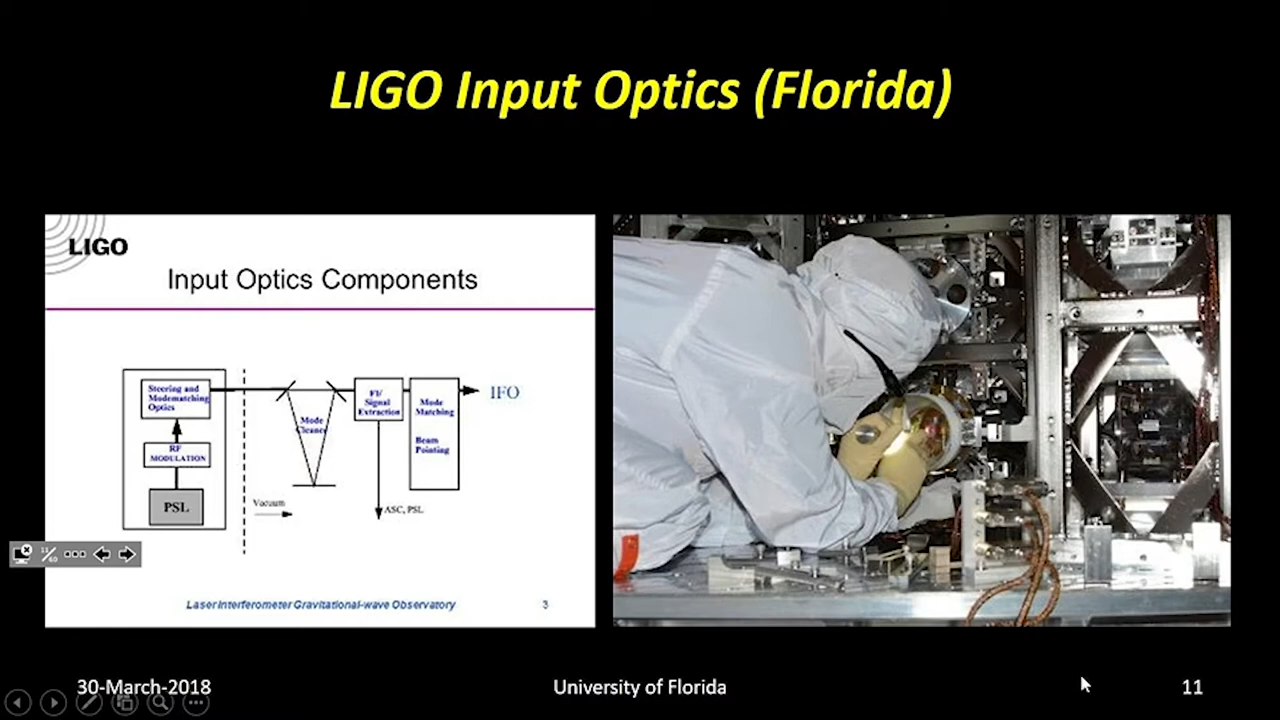 LIGO Input Optics (Florida)
LIGO
Input Optics Components
Steering and
Modematching
Optics
RF
MODULATION
PSL
Vacuum
Mode
Cleaner
FI/
Signal
Extraction
Mode
Matching
Beam
Pointing
IFO
ASC, PSL
Laser Interferometer Gravitational-wave Observatory
3
11/60
30-March-2018
University of Florida
11